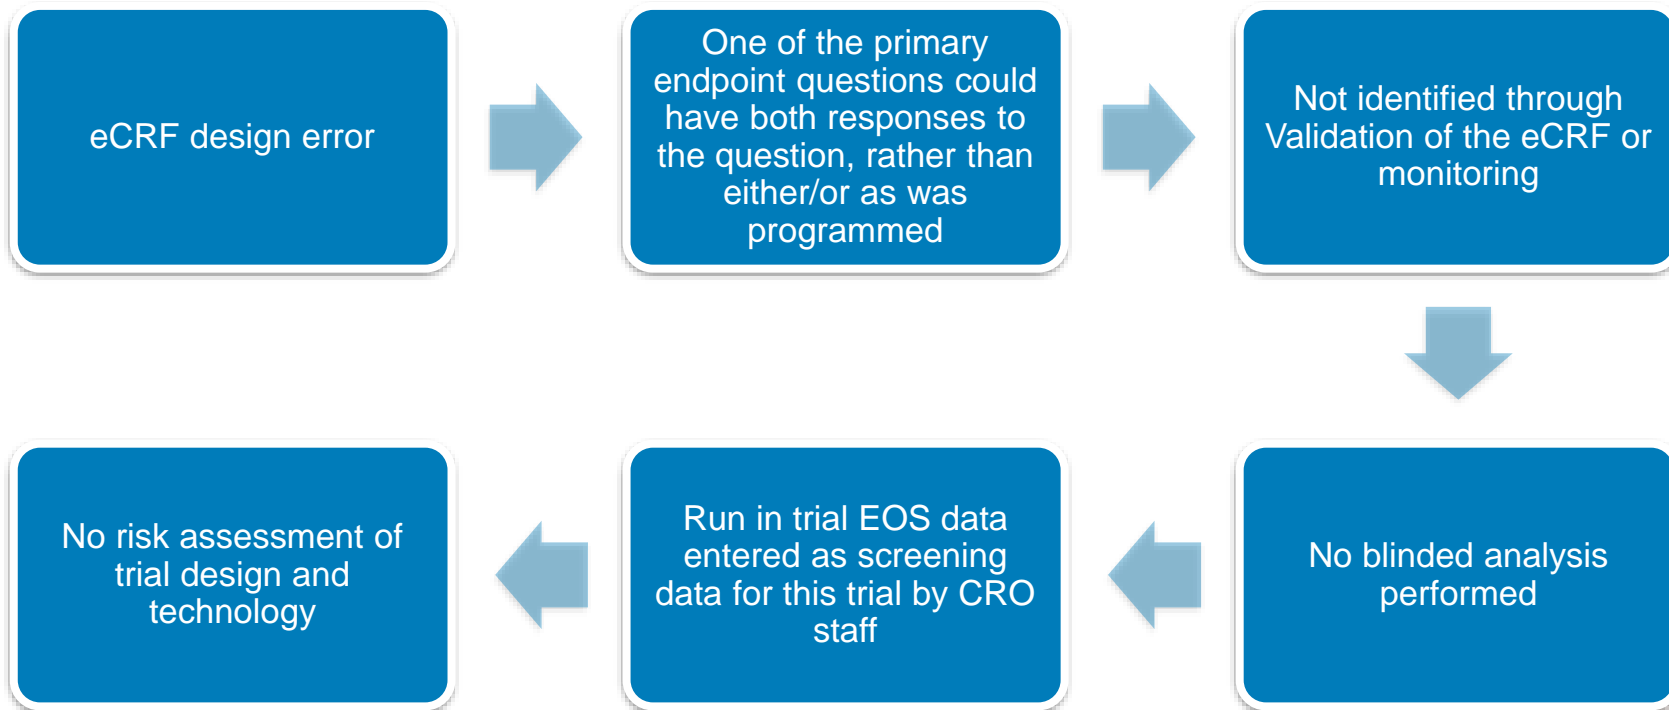 eCRF design error
One of the primary
endpoint questions could
have both responses to
the question, rather than
either/or as was
programmed
Not identified through
Validation of the eCRF or
monitoring
No blinded analysis
performed
Run in trial EOS data
entered as screening
data for this trial by CRO
staff
No risk assessment of
trial design and
technology